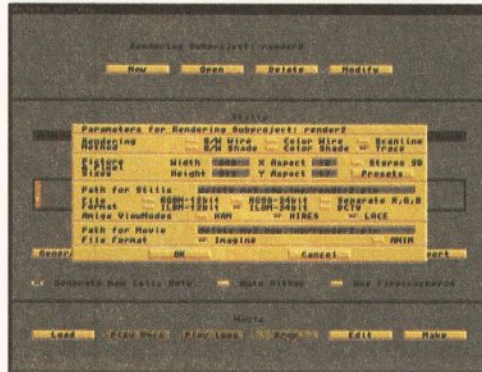 Rendering Subproject: render2
New Open Delete Modify
Stills
Parameters for Rendering Subproject: render2
Rendering Method B/W Wire Color Wire Scanline
B/W Shade Color Shade Trace
Picture Sizes Width X Aspect Stereo 3D
Height Y Aspect Presets
Path for Stills
File Format RGBN-12bit RGB8-24bit Separate R,G,B
ILBM-12bit ILBM-24bit DCTV
Amiga ViewModes HAM HIRES LACE
Path for Movie
File Format Imagine ANIM
OK Cancel
Generate New Cells Only Auto Dither Use Firecracker24
Movie
Load Play Once Play Loop Drop Edit Make